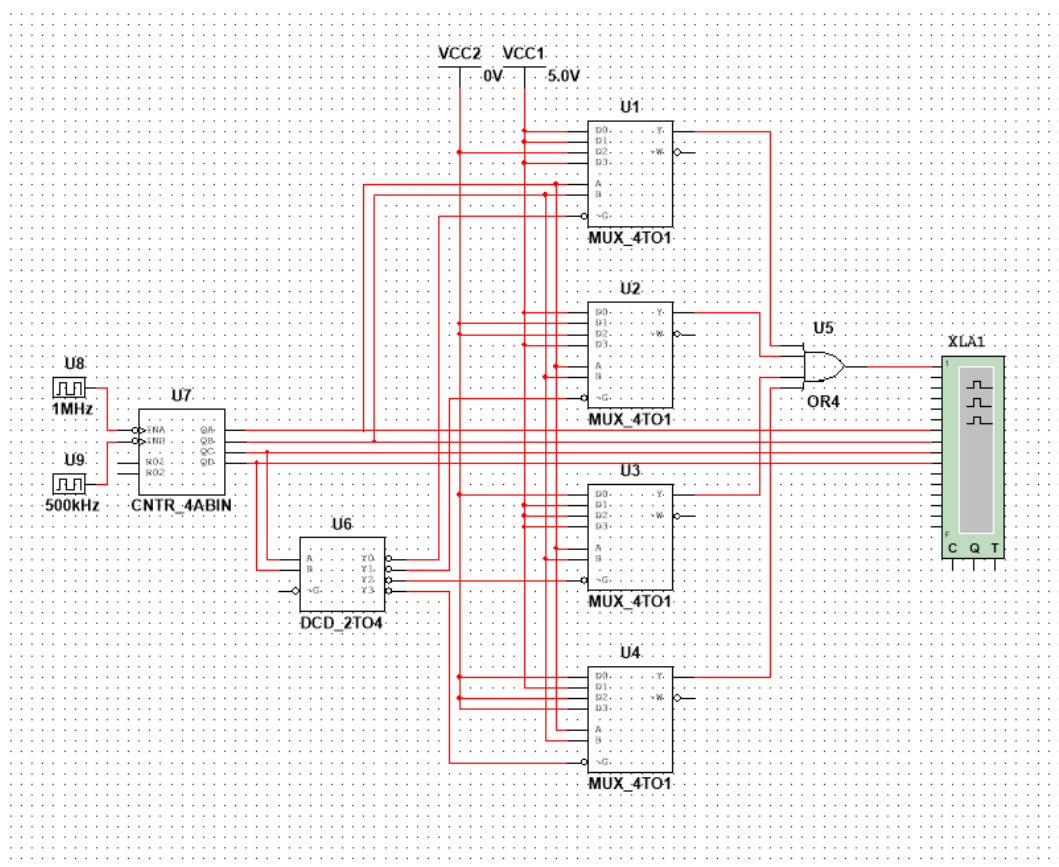 VCC2 VCC1
0V 5.0V
U1
D0 Y
D1
D2 ~W
D3
A
B
~G
MUX_4TO1
U2
D0 Y
D1
D2 ~W
D3
A
B
~G
MUX_4TO1
U5
OR4
XLA1
1
F
C Q T
U8
1MHz
U7
INA QA
INB QB
QC
R01 QD
R02
CNTR_4ABIN
U9
500kHz
U3
D0 Y
D1
D2 ~W
D3
A
B
~G
MUX_4TO1
U6
A Y0
B Y1
Y2
~G Y3
DCD_2TO4
U4
D0 Y
D1
D2 ~W
D3
A
B
~G
MUX_4TO1